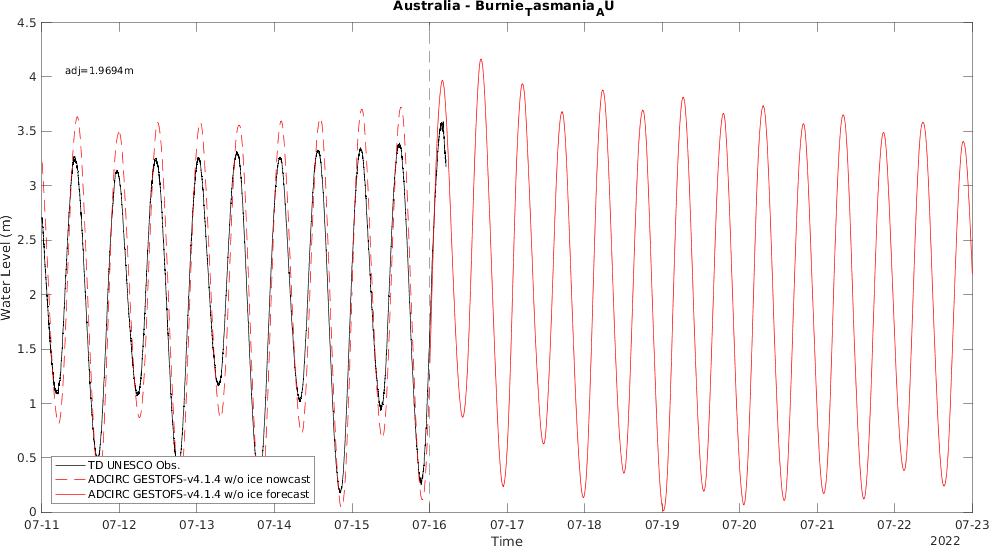 Australia - BurnieTasmaniaAU
adj=1.9694m
4.5
4
3.5
3
2.5
2
1.5
1
0.5
0
Water Level (m)
TD UNESCO Obs.
ADCIRC GESTOFS-v4.1.4 w/o ice nowcast
ADCIRC GESTOFS-v4.1.4 w/o ice forecast
07-11 07-12 07-13 07-14 07-15 07-16 07-17 07-18 07-19 07-20 07-21 07-22 07-23
Time
2022